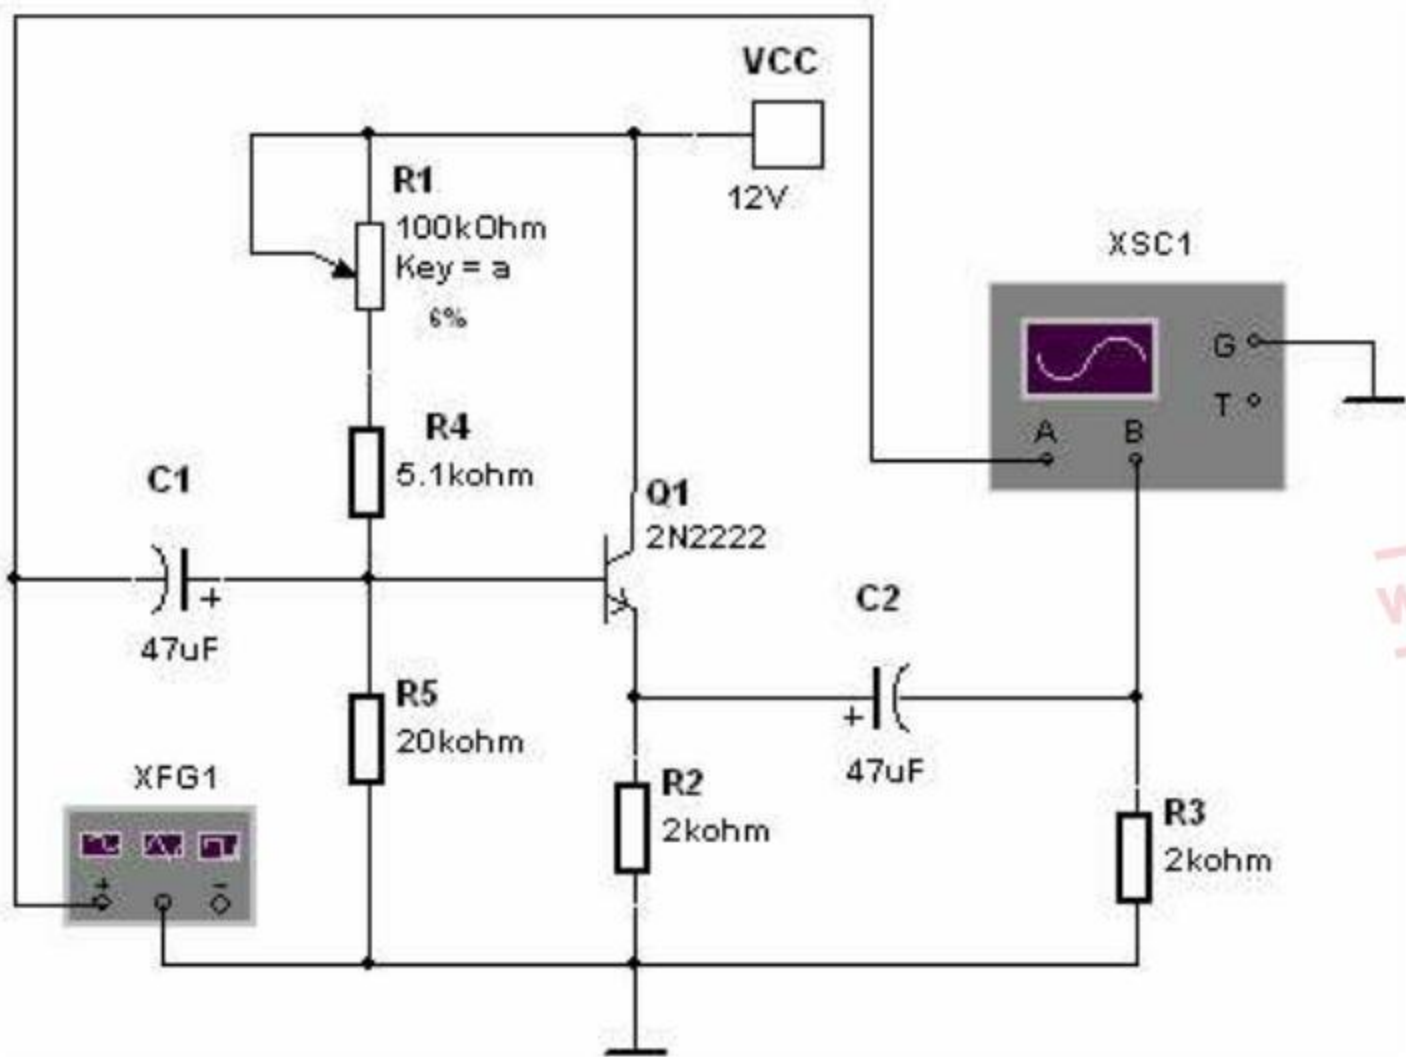 VCC
12V
R1
100kOhm
Key = a
6%
XSC1
G
T
A
B
R4
5.1kohm
C1
+
47uF
Q1
2N2222
C2
+
47uF
R5
20kohm
XFG1
+
-
R2
2kohm
R3
2kohm